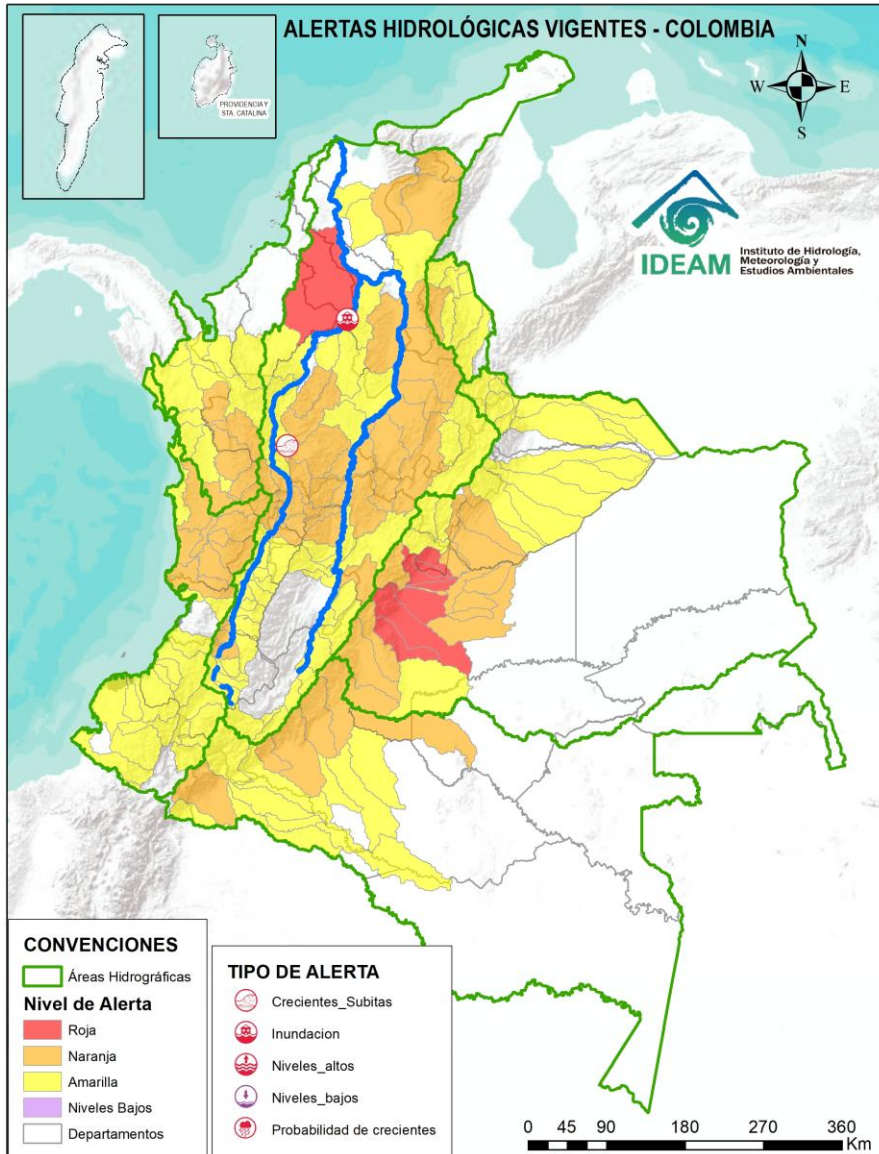 ALERTAS HIDROLÓGICAS VIGENTES - COLOMBIA
PROVIDENCIA Y
STA. CATALINA
N
W
E
S
IDEAM
Instituto de Hidrología,
Meteorología y
Estudios Ambientales
CONVENCIONES
Áreas Hidrográficas
Nivel de Alerta
Roja
Naranja
Amarilla
Niveles Bajos
Departamentos
TIPO DE ALERTA
Crecientes_Subitas
Inundacion
Niveles_altos
Niveles_bajos
Probabilidad de crecientes
0 45 90 180 270 360
Km